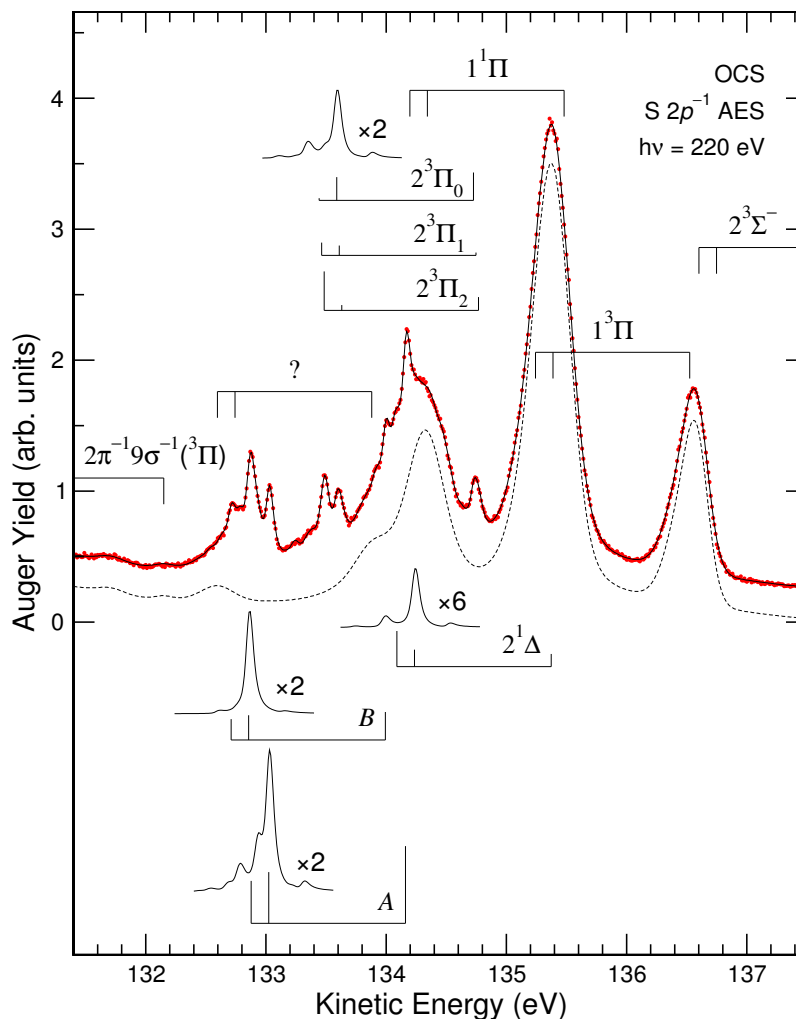 1¹Π
OCS
S 2p⁻¹ AES
hν = 220 eV
4
×2
2³Π₀
2³Π₁
2³Σ⁻
3
2³Π₂
1³Π
2
?
2π⁻¹9σ⁻¹(³Π)
1
0
×6
2¹Δ
×2
B
×2
A
132 133 134 135 136 137
Kinetic Energy (eV)
Auger Yield (arb. units)